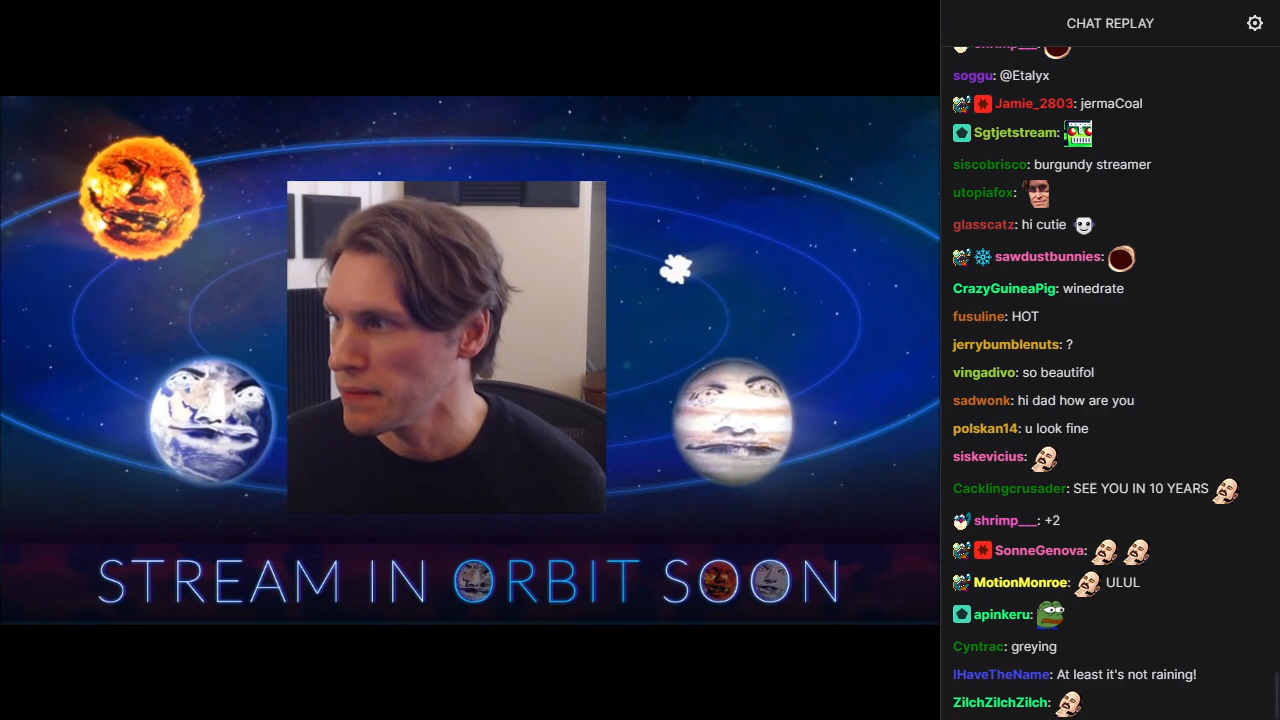 CHAT REPLAY
shrimp___:
soggu: @Etalyx
Jamie_2803: jermaCoal
Sgtjetstream:
siscobrisco: burgundy streamer
utopiafox:
glasscatz: hi cutie
sawdustbunnies:
CrazyGuineaPig: winedrate
fusuline: HOT
jerrybumblenuts: ?
vingadivo: so beautifol
sadwonk: hi dad how are you
polskan14: u look fine
siskevicius:
Cacklingcrusader: SEE YOU IN 10 YEARS
shrimp___: +2
SonneGenova:
MotionMonroe: ULUL
apinkeru:
Cyntrac: greying
IHaveTheName: At least it's not raining!
ZilchZilchZilch:
STREAM IN ORBIT SOON